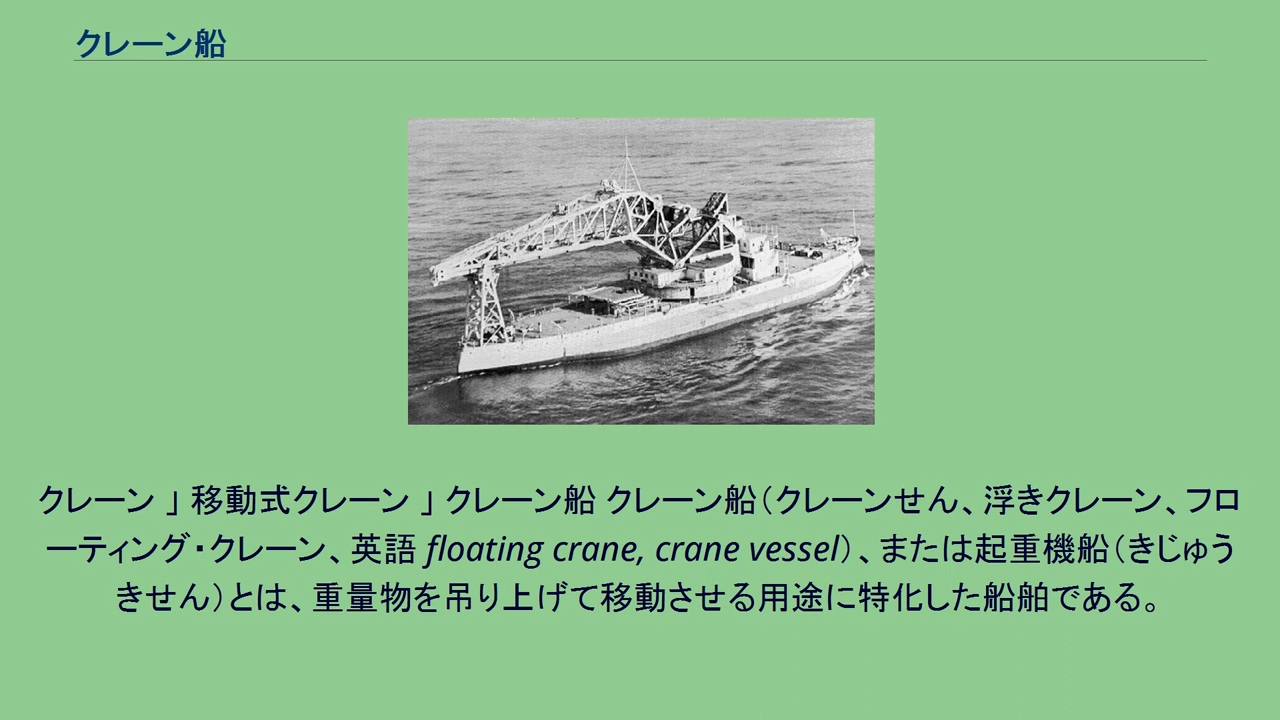 クレーン船
クレーン 」 移動式クレーン 」 クレーン船 クレーン船（クレーンせん、浮きクレーン、フロ
ーティング・クレーン、英語 floating crane, crane vessel）、または起重機船（きじゅう
きせん）とは、重量物を吊り上げて移動させる用途に特化した船舶である。